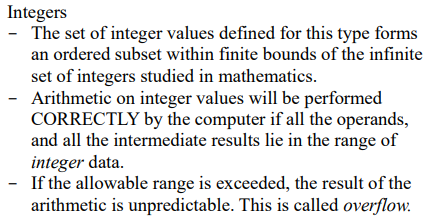 Integers
– The set of integer values defined for this type forms
an ordered subset within finite bounds of the infinite
set of integers studied in mathematics.
– Arithmetic on integer values will be performed
CORRECTLY by the computer if all the operands,
and all the intermediate results lie in the range of
integer data.
– If the allowable range is exceeded, the result of the
arithmetic is unpredictable. This is called overflow.